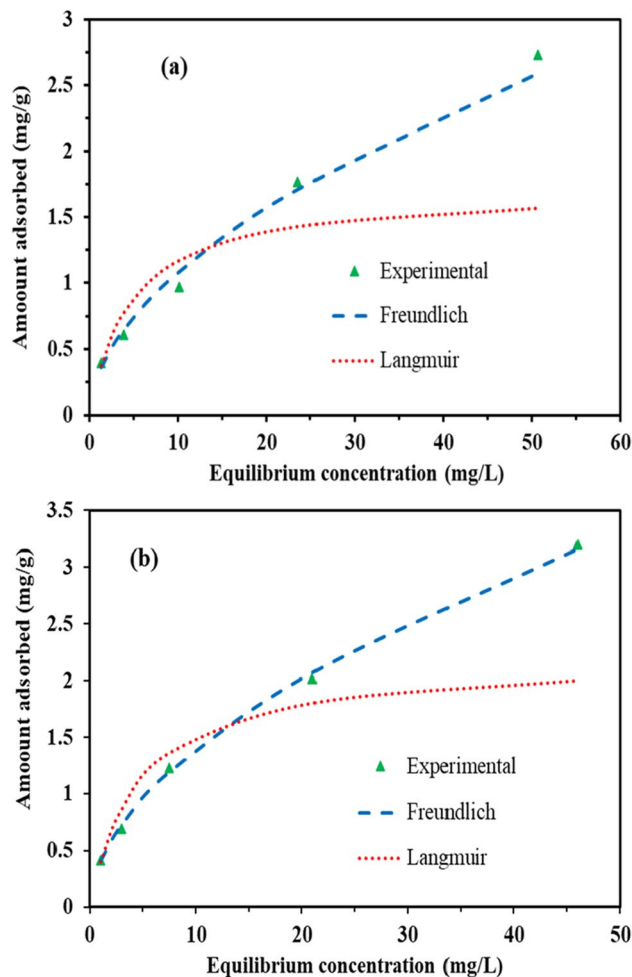 3
2.5
2
1.5
1
0.5
0
(a)
Experimental
Freundlich
Langmuir
0 10 20 30 40 50 60
Equilibrium concentration (mg/L)
Amoount adsorbed (mg/g)
3.5
3
2.5
2
1.5
1
0.5
0
(b)
Experimental
Freundlich
Langmuir
0 10 20 30 40 50
Equilibrium concentration (mg/L)
Amoount adsorbed (mg/g)